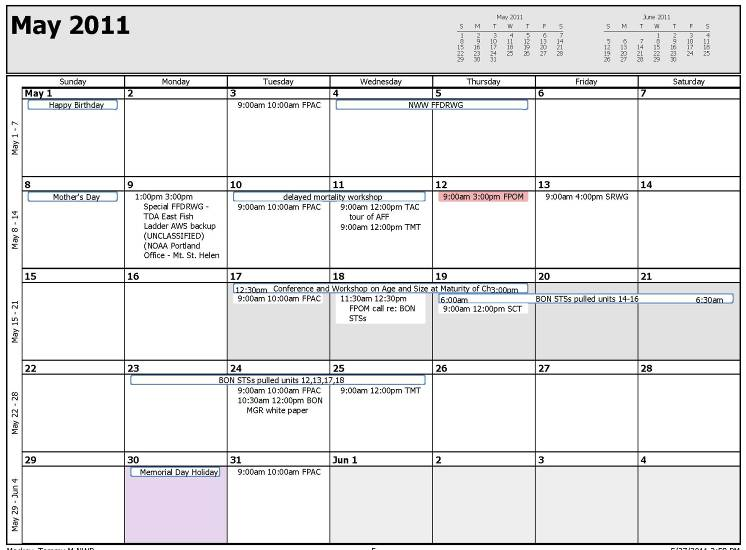 May 2011
May 2011
S M T W T F S
1 2 3 4 5 6 7
8 9 10 11 12 13 14
15 16 17 18 19 20 21
22 23 24 25 26 27 28
29 30 31
June 2011
S M T W T F S
1 2 3 4
5 6 7 8 9 10 11
12 13 14 15 16 17 18
19 20 21 22 23 24 25
26 27 28 29 30
Sunday Monday Tuesday Wednesday Thursday Friday Saturday
May 1 - 7
May 1 2 3 4 5 6 7
Happy Birthday
9:00am 10:00am FPAC
NWW FFDRWG
May 8 - 14
8 9 10 11 12 13 14
Mother's Day
1:00pm 3:00pm
Special FFDRWG -
TDA East Fish
Ladder AWS backup
(UNCLASSIFIED)
(NOAA Portland
Office - Mt. St. Helen
delayed mortality workshop
9:00am 10:00am FPAC
9:00am 12:00pm TAC
tour of AFF
9:00am 12:00pm TMT
9:00am 3:00pm FPOM
9:00am 4:00pm SRWG
May 15 - 21
15 16 17 18 19 20 21
12:30pm Conference and Workshop on Age and Size at Maturity of Ch 3:00pm
9:00am 10:00am FPAC
11:30am 12:30pm
FPOM call re: BON
STSs
6:00am BON STSs pulled units 14-16 6:30am
9:00am 12:00pm SCT
May 22 - 28
22 23 24 25 26 27 28
BON STSs pulled units 12,13,17,18
9:00am 10:00am FPAC
10:30am 12:00pm BON
MGR white paper
9:00am 12:00pm TMT
May 29 - Jun 4
29 30 31 Jun 1 2 3 4
Memorial Day Holiday
9:00am 10:00am FPAC